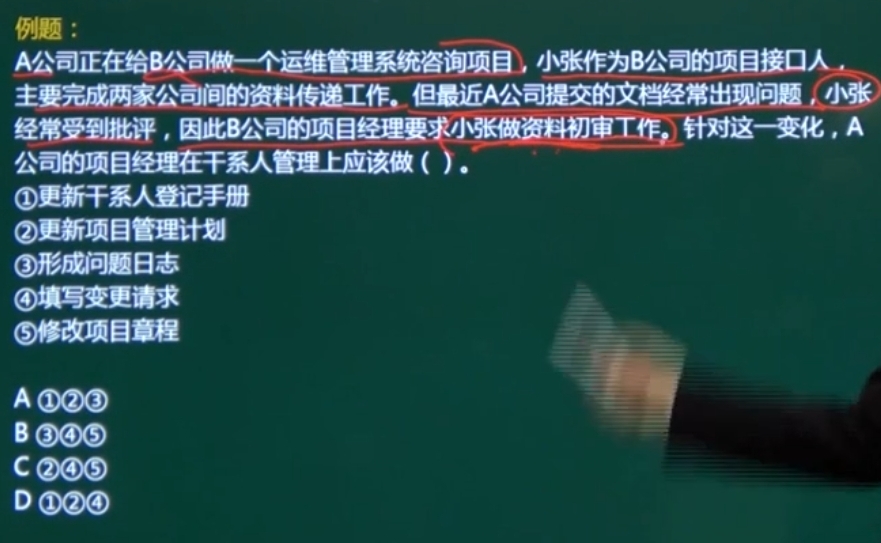 例题：
A公司正在给B公司做一个运维管理系统咨询项目，小张作为B公司的项目接口人，
主要完成两家公司间的资料传递工作。但最近A公司提交的文档经常出现问题，小张
经常受到批评，因此B公司的项目经理要求小张做资料初审工作。针对这一变化，A
公司的项目经理在干系人管理上应该做（ ）。
①更新干系人登记手册
②更新项目管理计划
③形成问题日志
④填写变更请求
⑤修改项目章程
A ①②③
B ③④⑤
C ②④⑤
D ①②④